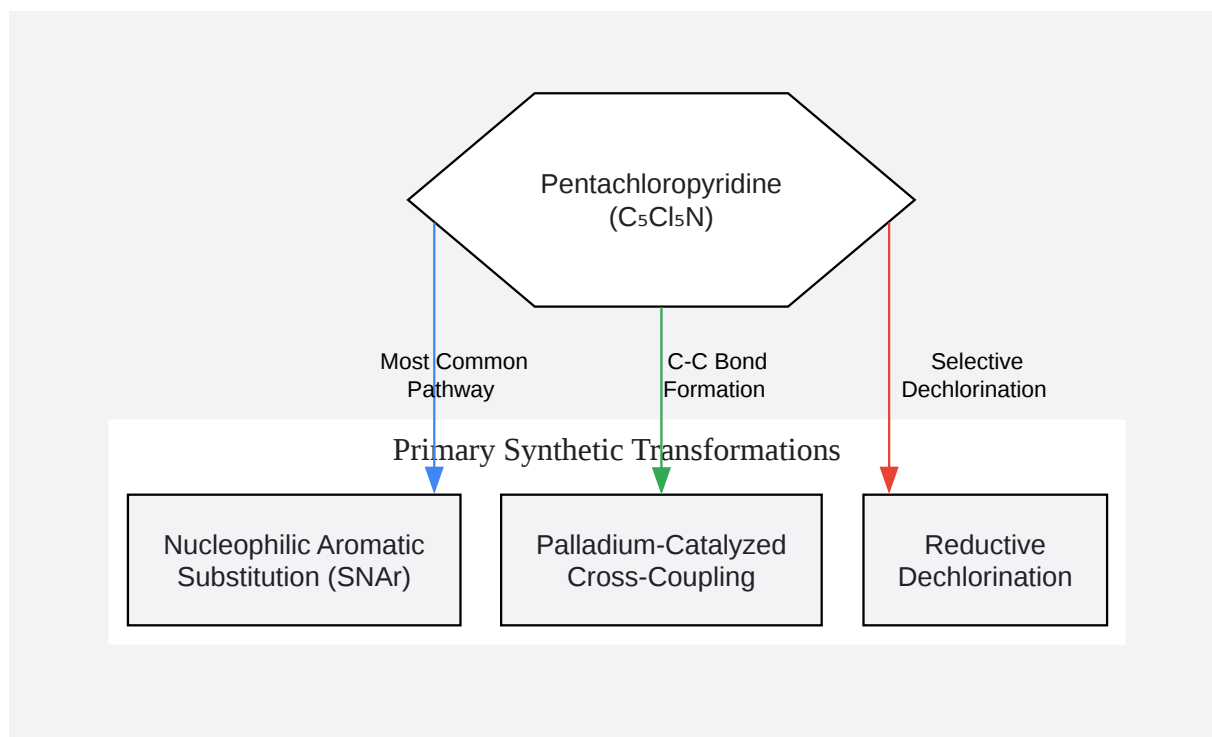 Pentachloropyridine
(C₅Cl₅N)
Most Common
Pathway
C-C Bond
Formation
Selective
Dechlorination
Primary Synthetic Transformations
Nucleophilic Aromatic
Substitution (SNAr)
Palladium-Catalyzed
Cross-Coupling
Reductive
Dechlorination